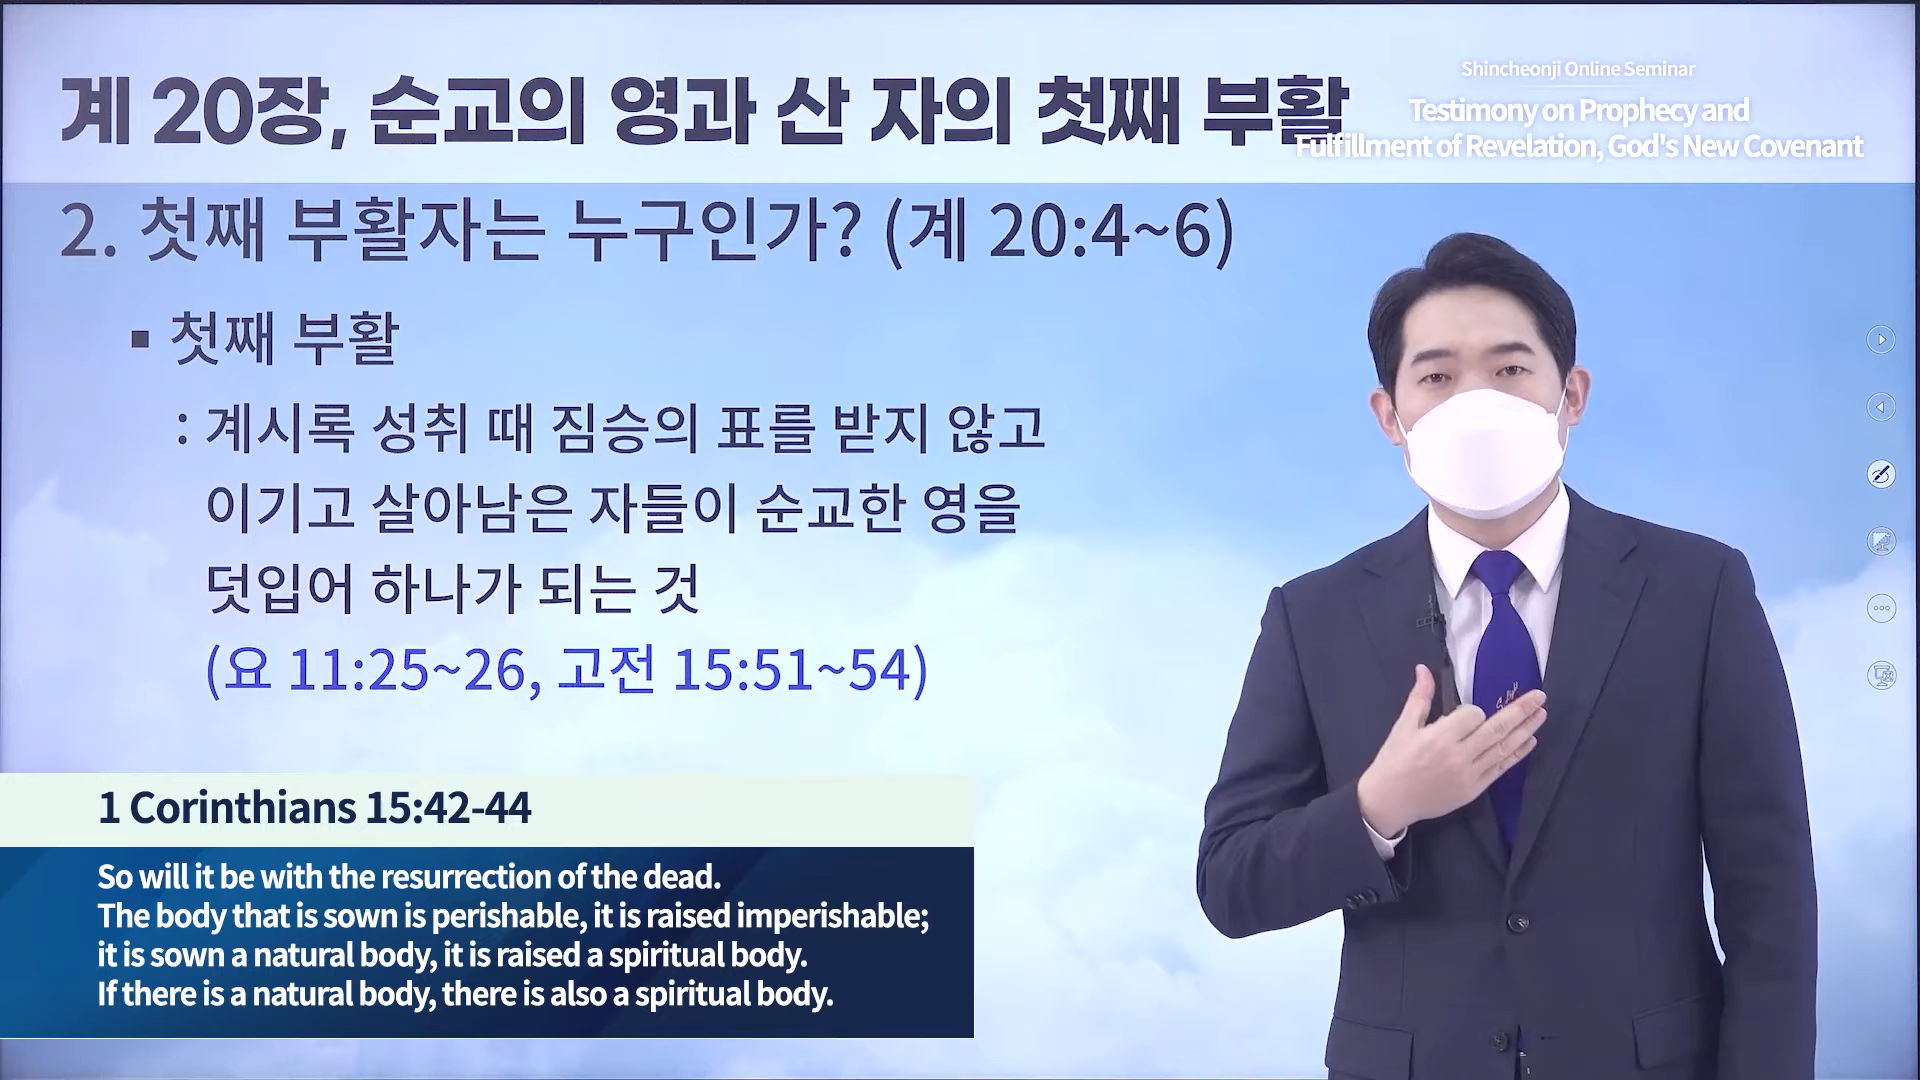 계 20장, 순교의 영과 산 자의 첫째 부활
Shincheonji Online Seminar
Testimony on Prophecy and
Fulfillment of Revelation, God's New Covenant
2. 첫째 부활자는 누구인가? (계 20:4~6)
▪ 첫째 부활
: 계시록 성취 때 짐승의 표를 받지 않고
이기고 살아남은 자들이 순교한 영을
덧입어 하나가 되는 것
(요 11:25~26, 고전 15:51~54)
1 Corinthians 15:42-44
So will it be with the resurrection of the dead.
The body that is sown is perishable, it is raised imperishable;
it is sown a natural body, it is raised a spiritual body.
If there is a natural body, there is also a spiritual body.